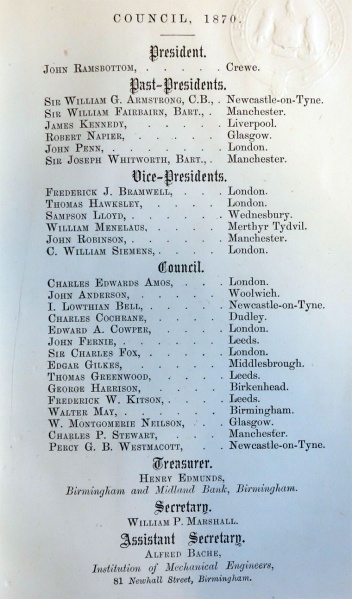 COUNCIL, 1870.
President.
JOHN RAMSBOTTOM, . . . . . Crewe.
Past-Presidents.
SIR WILLIAM G. ARMSTRONG, C.B., . Newcastle-on-Tyne.
SIR WILLIAM FAIRBAIRN, BART., . Manchester.
JAMES KENNEDY, . . . . . Liverpool.
ROBERT NAPIER, . . . . . Glasgow.
JOHN PENN, . . . . . . London.
SIR JOSEPH WHITWORTH, BART., . Manchester.
Vice-Presidents.
FREDERICK J. BRAMWELL, . . . London.
THOMAS HAWKSLEY, . . . . London.
SAMPSON LLOYD, . . . . . Wednesbury.
WILLIAM MENELAUS, . . . . Merthyr Tydvil.
JOHN ROBINSON, . . . . . Manchester.
C. WILLIAM SIEMENS, . . . . London.
Council.
CHARLES EDWARDS AMOS, . . . London.
JOHN ANDERSON, . . . . . Woolwich.
I. LOWTHIAN BELL, . . . . Newcastle-on-Tyne.
CHARLES COCHRANE, . . . . Dudley.
EDWARD A. COWPER, . . . . London.
JOHN FERNIE, . . . . . Leeds.
SIR CHARLES FOX, . . . . London.
EDGAR GILKES, . . . . . Middlesbrough.
THOMAS GREENWOOD, . . . . Leeds.
GEORGE HARRISON, . . . . Birkenhead.
FREDERICK W. KITSON, . . . . Leeds.
WALTER MAY, . . . . . Birmingham.
W. MONTGOMERIE NEILSON, . . . Glasgow.
CHARLES P. STEWART, . . . . Manchester.
PERCY G. B. WESTMACOTT, . . . Newcastle-on-Tyne.
Treasurer.
HENRY EDMUNDS,
Birmingham and Midland Bank, Birmingham.
Secretary.
WILLIAM P. MARSHALL.
Assistant Secretary.
ALFRED BACHE,
Institution of Mechanical Engineers,
81 Newhall Street, Birmingham.